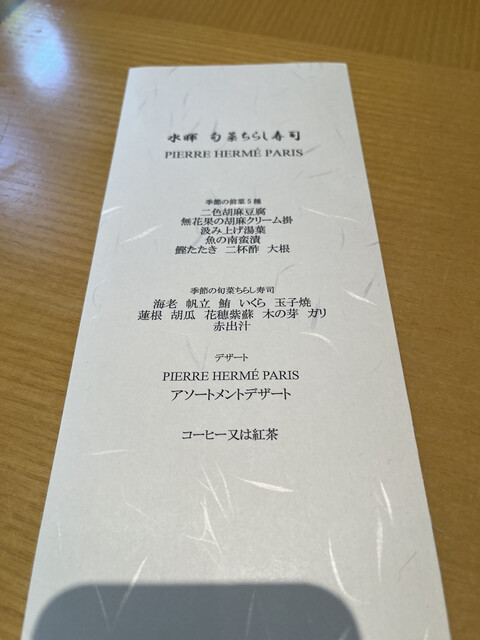 水暉 旬菜ちらし寿司
PIERRE HERMÉ PARIS
季節の前菜5種
二色胡麻豆腐
無花果の胡麻クリーム掛
汲み上げ湯葉
魚の南蛮漬
鰹たたき 二杯酢 大根
季節の旬菜ちらし寿司
海老 帆立 鮪 いくら 玉子焼
蓮根 胡瓜 花穂紫蘇 木の芽 ガリ
赤出汁
デザート
PIERRE HERMÉ PARIS
アソートメントデザート
コーヒー又は紅茶